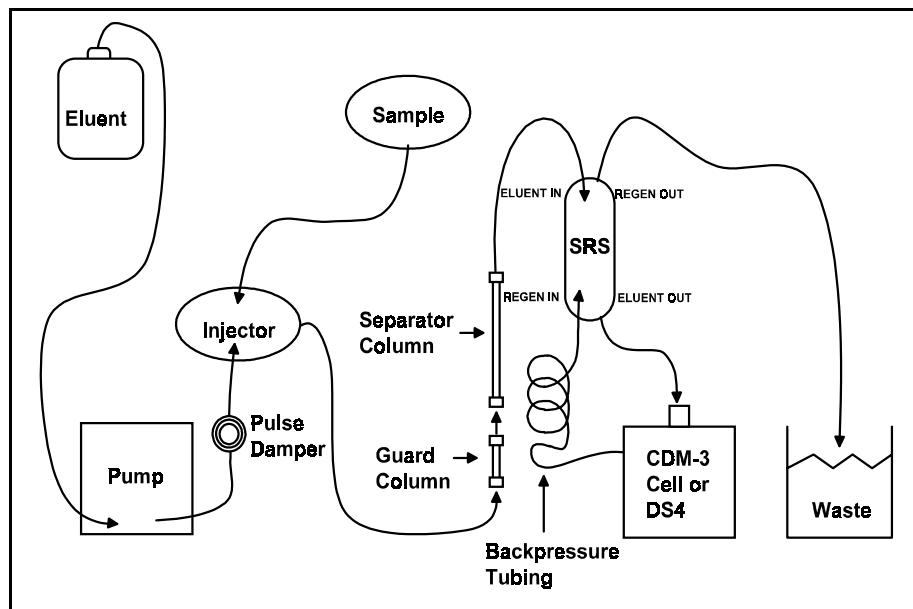 Eluent
Sample
ELUENT IN
REGEN OUT
SRS
REGEN IN
ELUENT OUT
Injector
Separator
Column
Pulse
Damper
Pump
Guard
Column
CDM-3
Cell or
DS4
Waste
Backpressure
Tubing